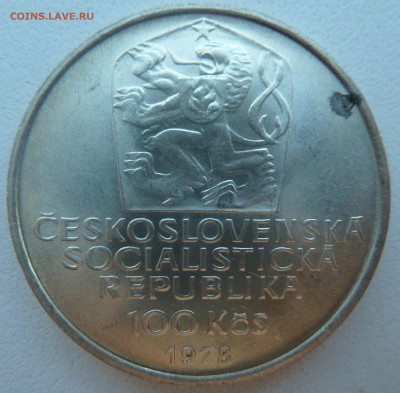 COINS.LAVE.RU
ČESKOSLOVENSKÁ
SOCIALISTICKÁ
REPUBLIKA
100 Kčs
1978